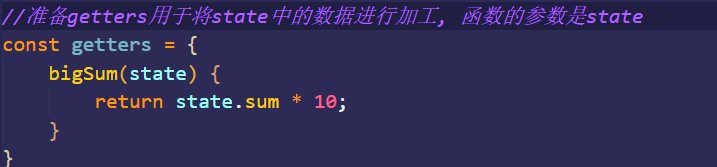 //准备getters用于将state中的数据进行加工, 函数的参数是state
const getters = {
    bigSum(state) {
        return state.sum * 10;
    }
}